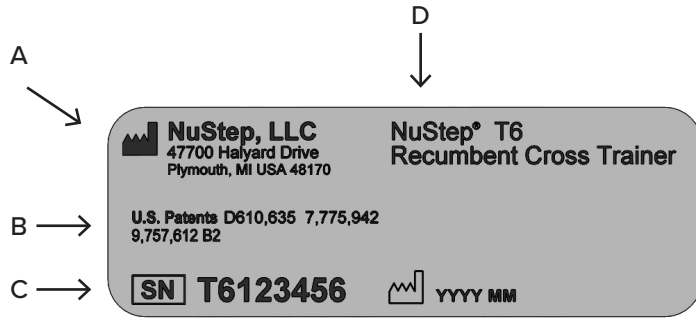 D
A
NuStep, LLC
47700 Halyard Drive
Plymouth, MI USA 48170
NuStep® T6
Recumbent Cross Trainer
B
U.S. Patents D610,635 7,775,942
9,757,612 B2
C
SN T6123456
YYYY MM